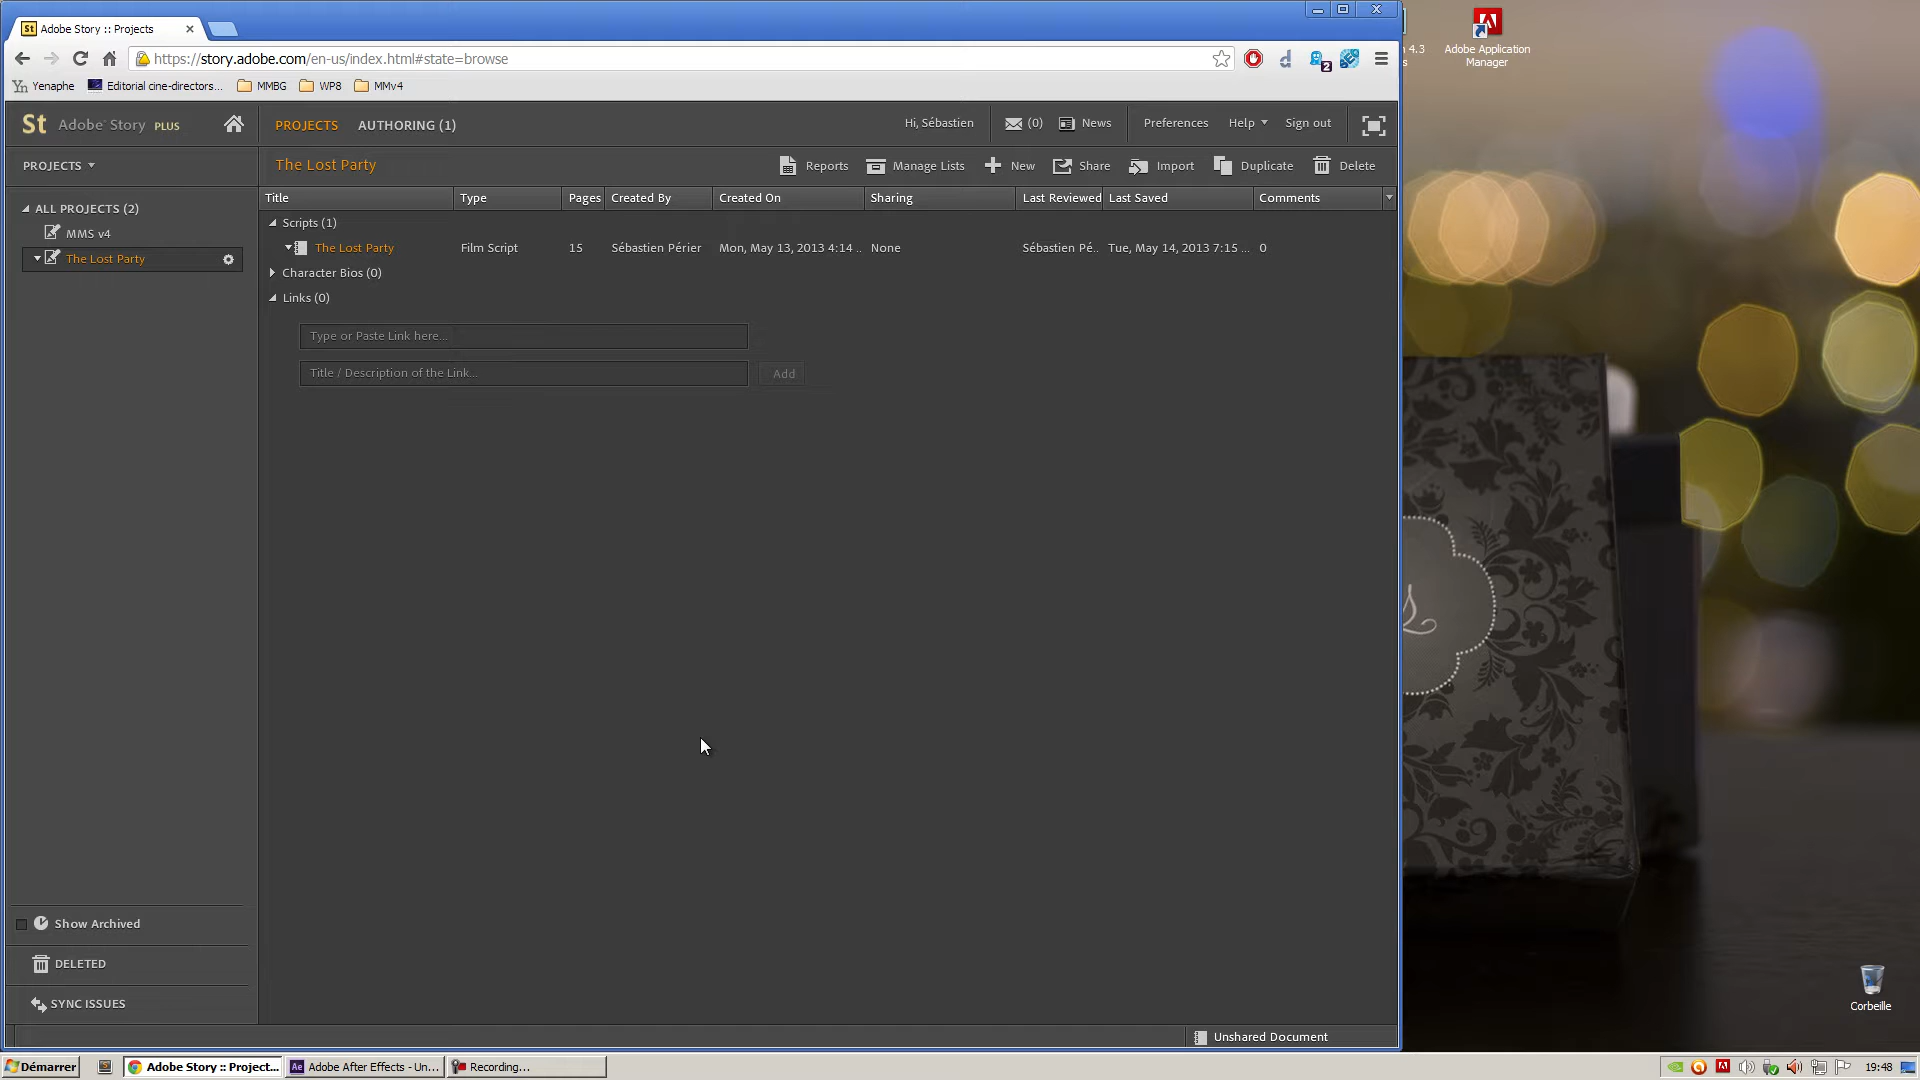 Adobe Story :: Projects
https://story.adobe.com/en-us/index.html#state=browse
2
Yn Yenaphe
Editorial cine-directors...
MMBG
WP8
MMv4
4.3
s
Adobe Application
Manager
St Adobe Story PLUS
PROJECTS
AUTHORING (1)
Hi, Sébastien
(0)
News
Preferences
Help
Sign out
PROJECTS
The Lost Party
Reports
Manage Lists
New
Share
Import
Duplicate
Delete
Title
Type
Pages
Created By
Created On
Sharing
Last Reviewed
Last Saved
Comments
ALL PROJECTS (2)
MMS v4
The Lost Party
Scripts (1)
The Lost Party
Film Script
15
Sébastien Périer
Mon, May 13, 2013 4:14 ..
None
Sébastien Pé..
Tue, May 14, 2013 7:15 ...
0
Character Bios (0)
Links (0)
Type or Paste Link here...
Title / Description of the Link...
Add
Show Archived
DELETED
SYNC ISSUES
Unshared Document
Corbeille
Démarrer
Adobe Story :: Project...
Ae Adobe After Effects - Un...
Recording...
19:48